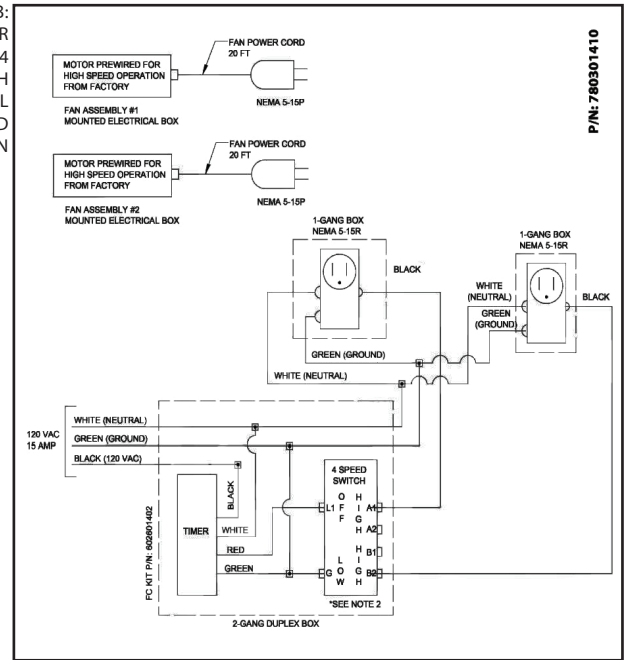 3:
R
4
H
L
D
N
P/N: 780301410
MOTOR PREWIRED FOR
HIGH SPEED OPERATION
FROM FACTORY
FAN POWER CORD
20 FT
NEMA 5-15P
FAN ASSEMBLY #1
MOUNTED ELECTRICAL BOX
MOTOR PREWIRED FOR
HIGH SPEED OPERATION
FROM FACTORY
FAN POWER CORD
20 FT
NEMA 5-15P
FAN ASSEMBLY #2
MOUNTED ELECTRICAL BOX
1-GANG BOX
NEMA 5-15R
BLACK
1-GANG BOX
NEMA 5-15R
WHITE
(NEUTRAL)
GREEN
(GROUND)
BLACK
GREEN (GROUND)
WHITE (NEUTRAL)
120 VAC
15 AMP
WHITE (NEUTRAL)
GREEN (GROUND)
BLACK (120 VAC)
FC KIT P/N: 602601402
TIMER
BLACK
WHITE
RED
GREEN
4 SPEED
SWITCH
L1
OFF
HIGH
A1
A2
B1
G
LOW
HIGH
B2
*SEE NOTE 2
2-GANG DUPLEX BOX